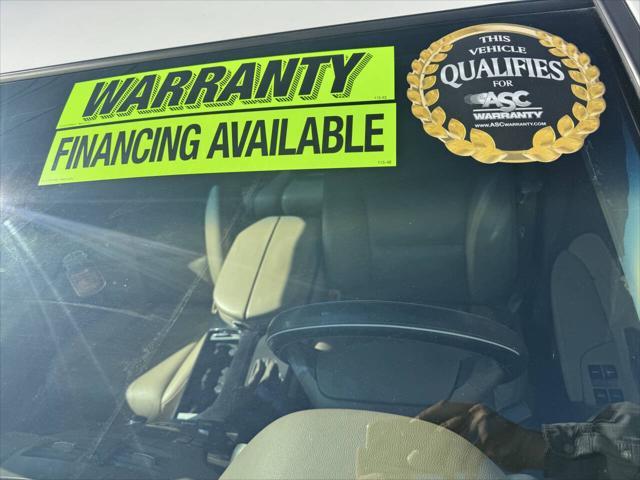 WARRANTY
FINANCING AVAILABLE
THIS
VEHICLE
QUALIFIES
FOR
ASC
WARRANTY
www.ASCWARRANTY.com